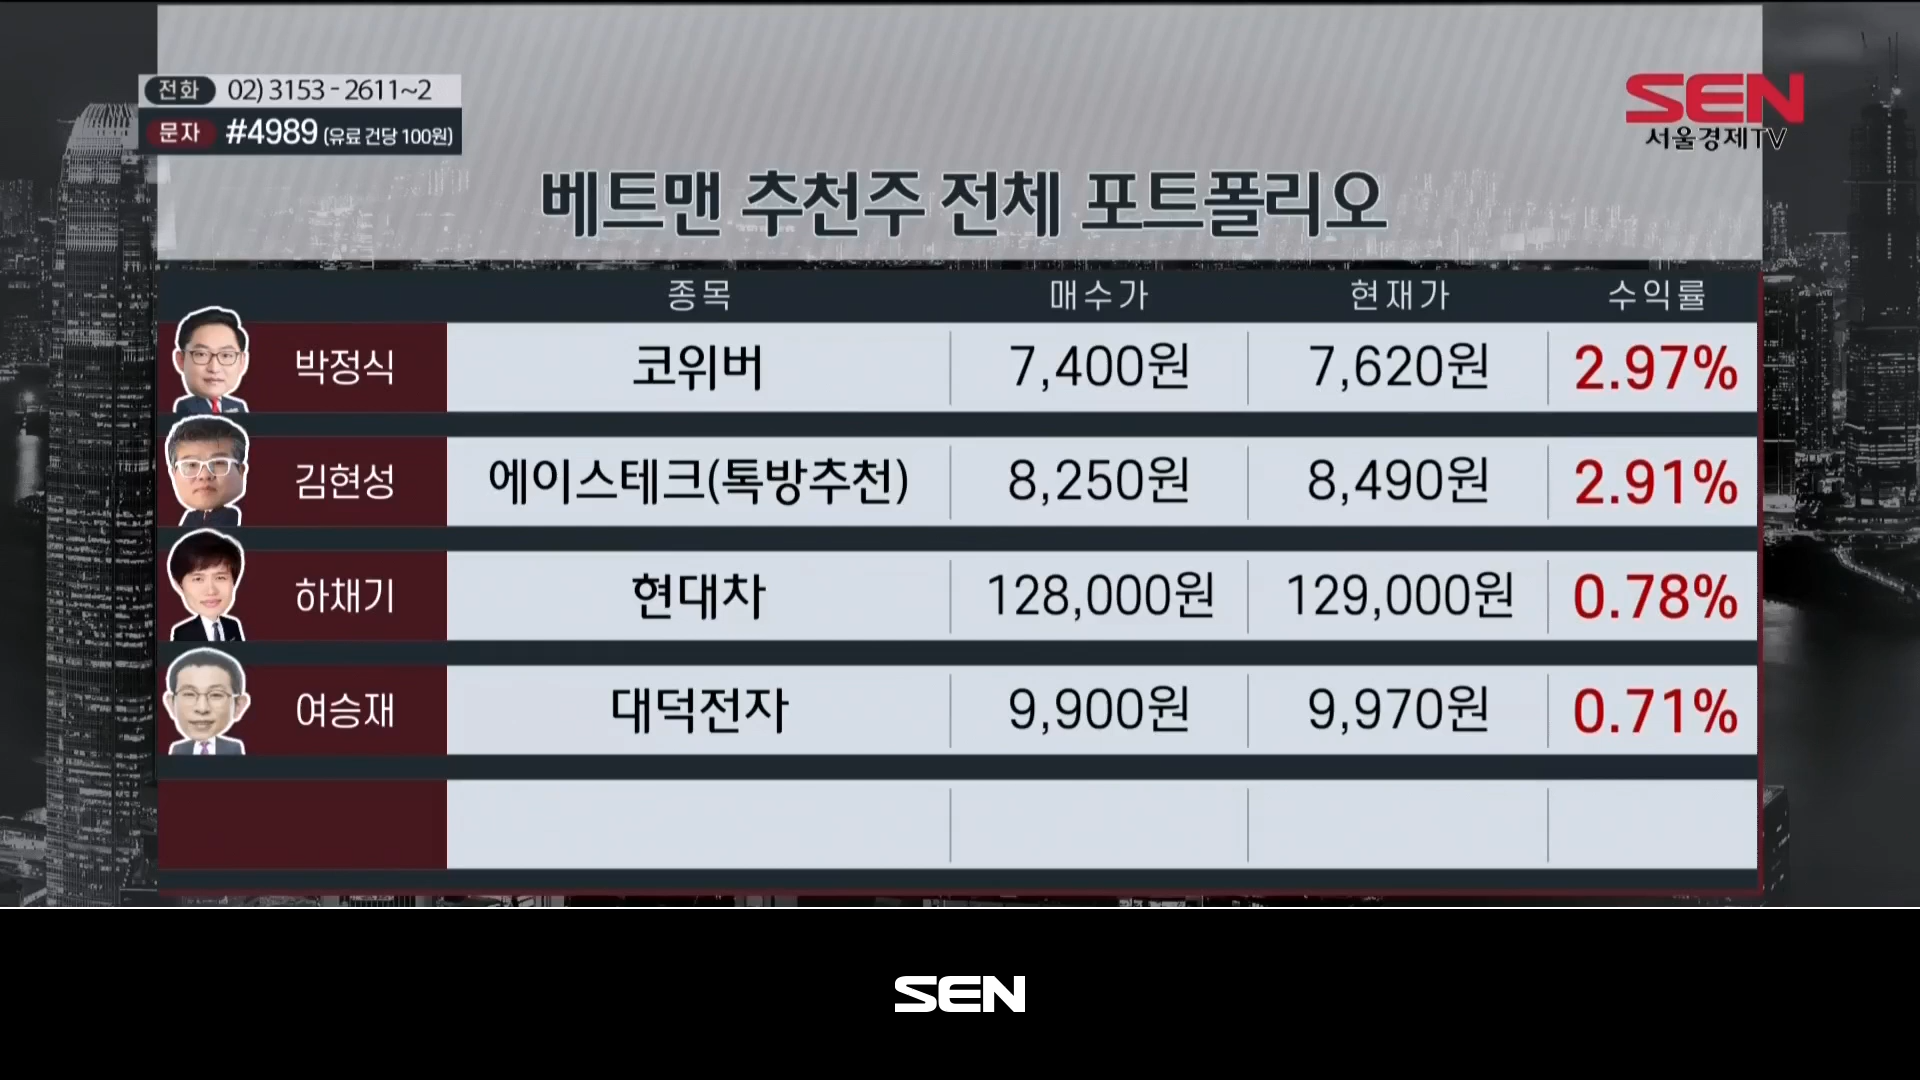 전화 02) 3153 - 2611~2
문자 #4989 (유료 건당 100원)
SEN
서울경제TV
베트맨 추천주 전체 포트폴리오
종목 매수가 현재가 수익률
박정식 코위버 7,400원 7,620원 2.97%
김현성 에이스테크(톡방추천) 8,250원 8,490원 2.91%
하채기 현대차 128,000원 129,000원 0.78%
여승재 대덕전자 9,900원 9,970원 0.71%
SEN